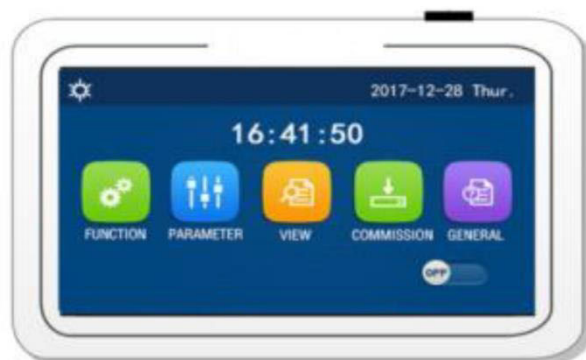 2017-12-28 Thur.
16:41:50
FUNCTION PARAMETER VIEW COMMISSION GENERAL
OFF